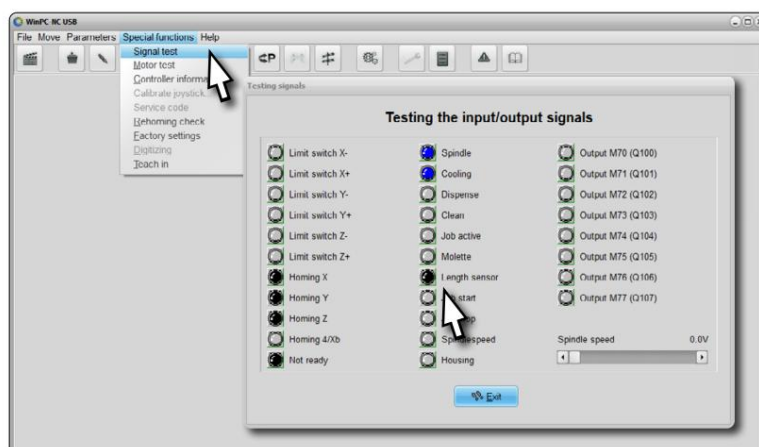 WinPC NC USB
File Move Parameters Special functions Help
Signal test
Motor test
Controller informa
Calibrate joystick
Service code
Rehoming check
Factory settings
Digitizing
Teach in
Testing signals
Testing the input/output signals
Limit switch X-
Limit switch X+
Limit switch Y-
Limit switch Y+
Limit switch Z-
Limit switch Z+
Homing X
Homing Y
Homing Z
Homing 4/Xb
Not ready
Spindle
Cooling
Dispense
Clean
Job active
Molette
Length sensor
start
op
Spindlespeed
Housing
Output M70 (Q100)
Output M71 (Q101)
Output M72 (Q102)
Output M73 (Q103)
Output M74 (Q104)
Output M75 (Q105)
Output M76 (Q106)
Output M77 (Q107)
Spindle speed 0.0V
Exit